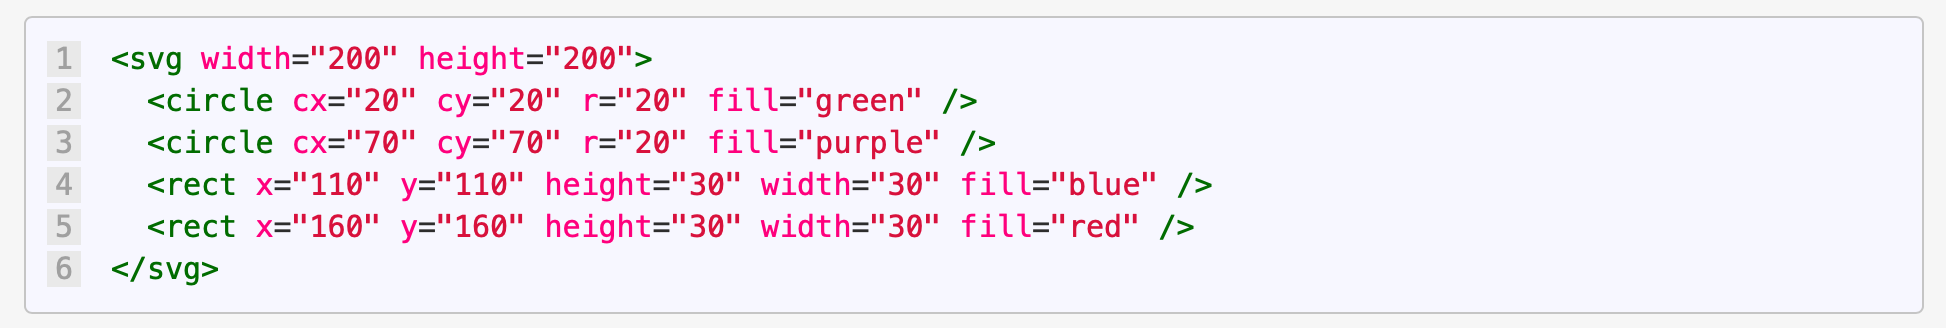 1 <svg width="200" height="200">
2 <circle cx="20" cy="20" r="20" fill="green" />
3 <circle cx="70" cy="70" r="20" fill="purple" />
4 <rect x="110" y="110" height="30" width="30" fill="blue" />
5 <rect x="160" y="160" height="30" width="30" fill="red" />
6 </svg>